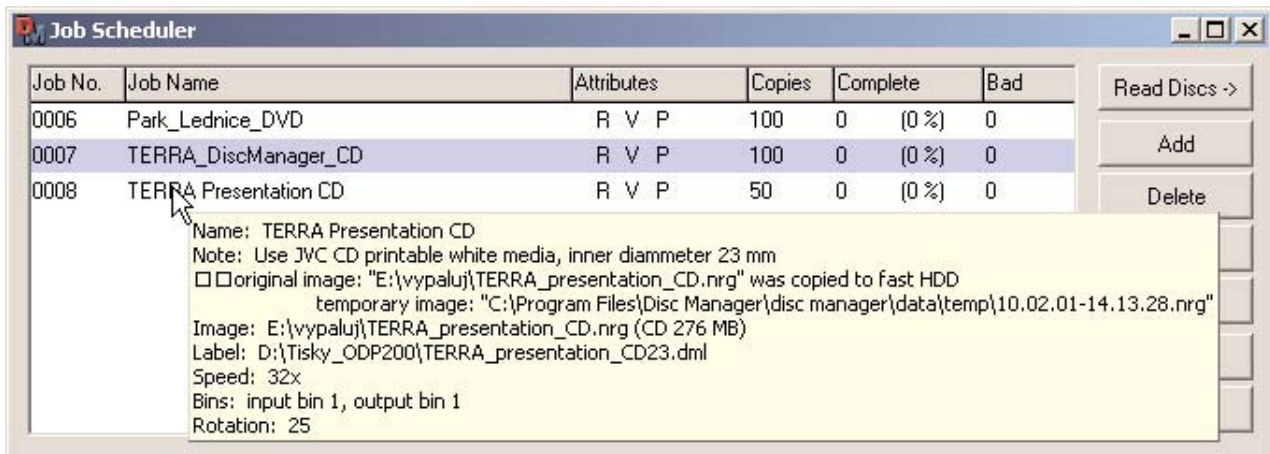 Job Scheduler
Job No. Job Name Attributes Copies Complete Bad
0006 Park_Lednice_DVD R V P 100 0 (0 %) 0
0007 TERRA_DiscManager_CD R V P 100 0 (0 %) 0
0008 TERRA Presentation CD R V P 50 0 (0 %) 0
Read Discs ->
Add
Delete
Name: TERRA Presentation CD
Note: Use JVC CD printable white media, inner diammeter 23 mm
□□original image: "E:\vypaluj\TERRA_presentation_CD.nrg" was copied to fast HDD
temporary image: "C:\Program Files\Disc Manager\disc manager\data\temp\10.02.01-14.13.28.nrg"
Image: E:\vypaluj\TERRA_presentation_CD.nrg (CD 276 MB)
Label: D:\Tisky_ODP200\TERRA_presentation_CD23.dml
Speed: 32x
Bins: input bin 1, output bin 1
Rotation: 25